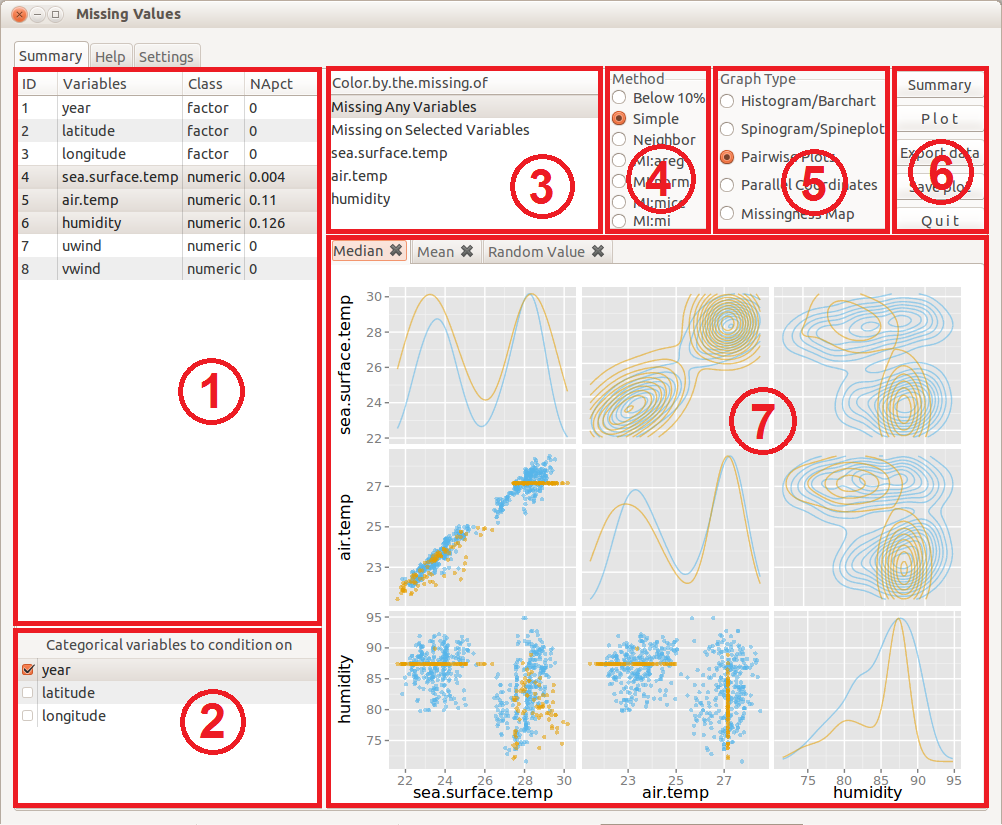 Missing Values
Summary Help Settings
ID Variables Class NApct
1 year factor 0
2 latitude factor 0
3 longitude factor 0
4 sea.surface.temp numeric 0.004
5 air.temp numeric 0.11
6 humidity numeric 0.126
7 uwind numeric 0
8 vwind numeric 0
1
Categorical variables to condition on
year
latitude
longitude
2
Color.by.the.missing.of
Missing Any Variables
Missing on Selected Variables
sea.surface.temp
air.temp
humidity
3
Method
Below 10%
Simple
Neighbor
MI:areg
MI:norm
MI:mice
MI:mi
4
Graph Type
Histogram/Barchart
Spinogram/Spineplot
Pairwise Plots
Parallel Coordinates
Missingness Map
5
Summary
Plot
Export data
Save plot
Quit
6
Median Mean Random Value
sea.surface.temp
30
28
26
24
22
7
air.temp
27
25
23
humidity
95
90
85
80
75
22 24 26 28 30 23 25 27 75 80 85 90 95
sea.surface.temp air.temp humidity